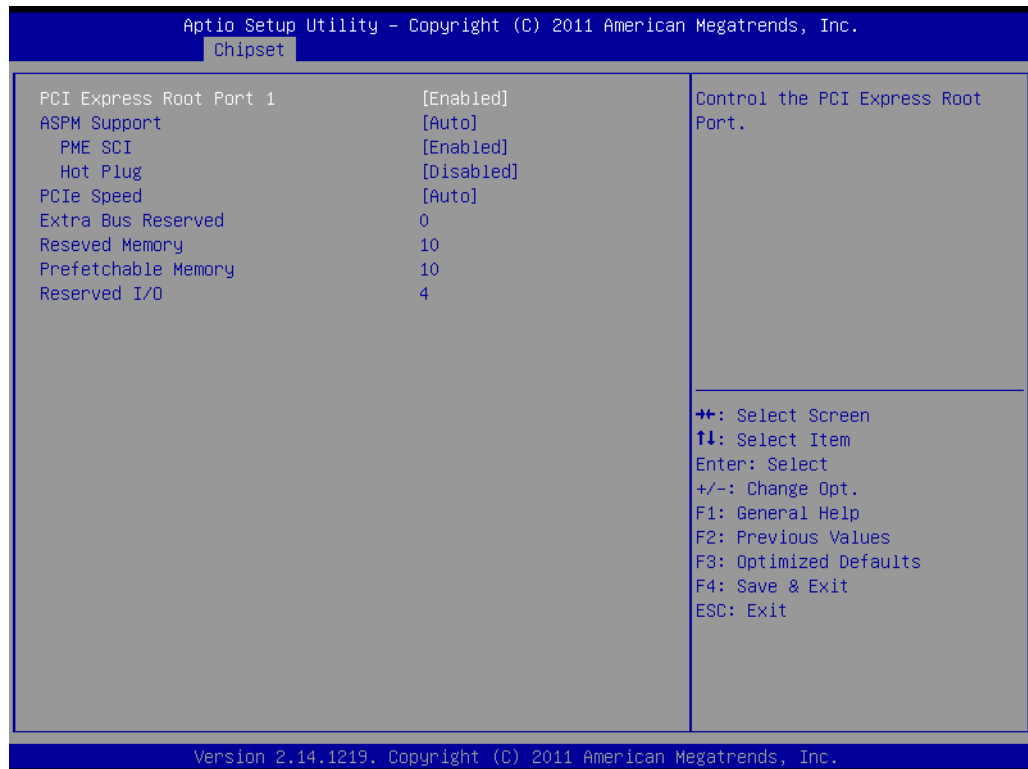 Aptio Setup Utility – Copyright (C) 2011 American Megatrends, Inc.
Chipset
PCI Express Root Port 1 [Enabled]
ASPM Support [Auto]
PME SCI [Enabled]
Hot Plug [Disabled]
PCIe Speed [Auto]
Extra Bus Reserved 0
Reseved Memory 10
Prefetchable Memory 10
Reserved I/O 4
Control the PCI Express Root
Port.
→←: Select Screen
↑↓: Select Item
Enter: Select
+/-: Change Opt.
F1: General Help
F2: Previous Values
F3: Optimized Defaults
F4: Save & Exit
ESC: Exit
Version 2.14.1219. Copyright (C) 2011 American Megatrends, Inc.